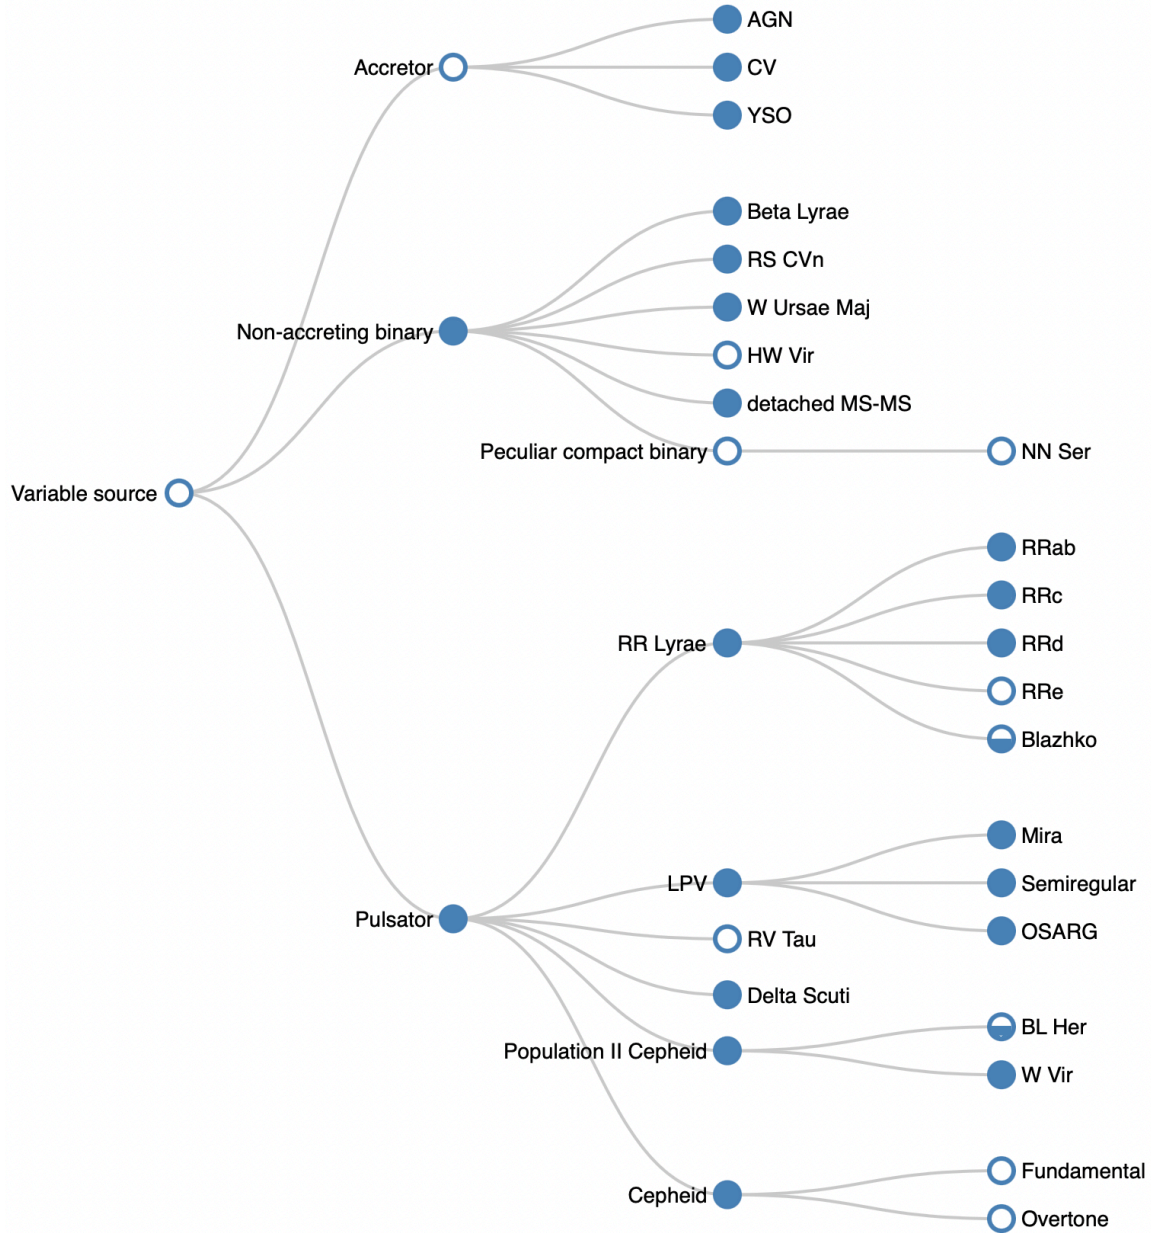 AGN
Accretor
CV
YSO
Beta Lyrae
RS CVn
W Ursae Maj
Non-accreting binary
HW Vir
detached MS-MS
Peculiar compact binary
NN Ser
Variable source
RRab
RRc
RR Lyrae
RRd
RRe
Blazhko
Mira
LPV
Semiregular
Pulsator
OSARG
RV Tau
Delta Scuti
BL Her
Population II Cepheid
W Vir
Fundamental
Cepheid
Overtone